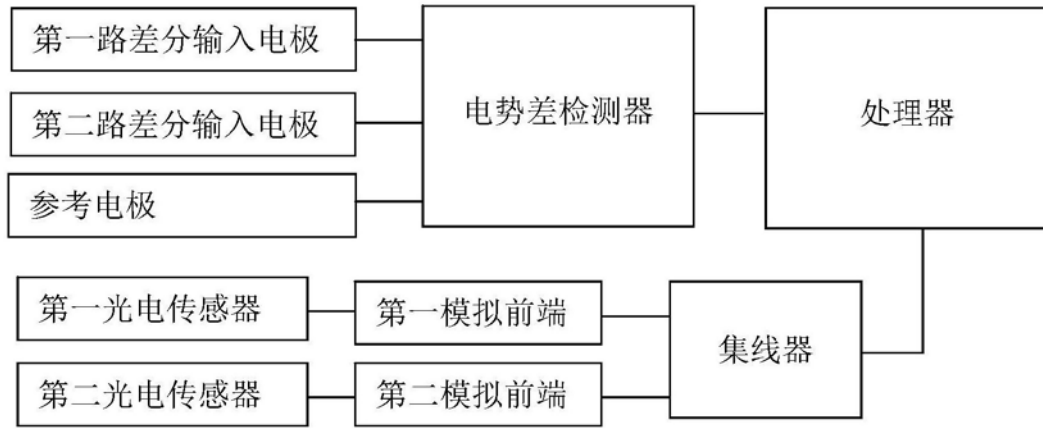 第一路差分输入电极
第二路差分输入电极
参考电极
电势差检测器
处理器
第一光电传感器
第一模拟前端
第二光电传感器
第二模拟前端
集线器